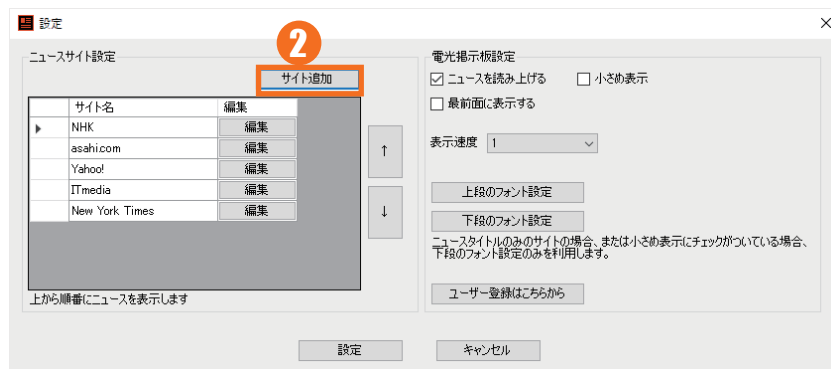 設定
ニュースサイト設定
2
サイト追加
サイト名 編集
NHK 編集
asahi.com 編集
Yahoo! 編集
ITmedia 編集
New York Times 編集
↑
↓
上から順番にニュースを表示します
電光掲示板設定
ニュースを読み上げる 小さめ表示
最前面に表示する
表示速度 1
上段のフォント設定
下段のフォント設定
ニュースタイトルのみのサイトの場合、または小さめ表示にチェックがついている場合、
下段のフォント設定のみを利用します。
ユーザー登録はこちらから
設定 キャンセル